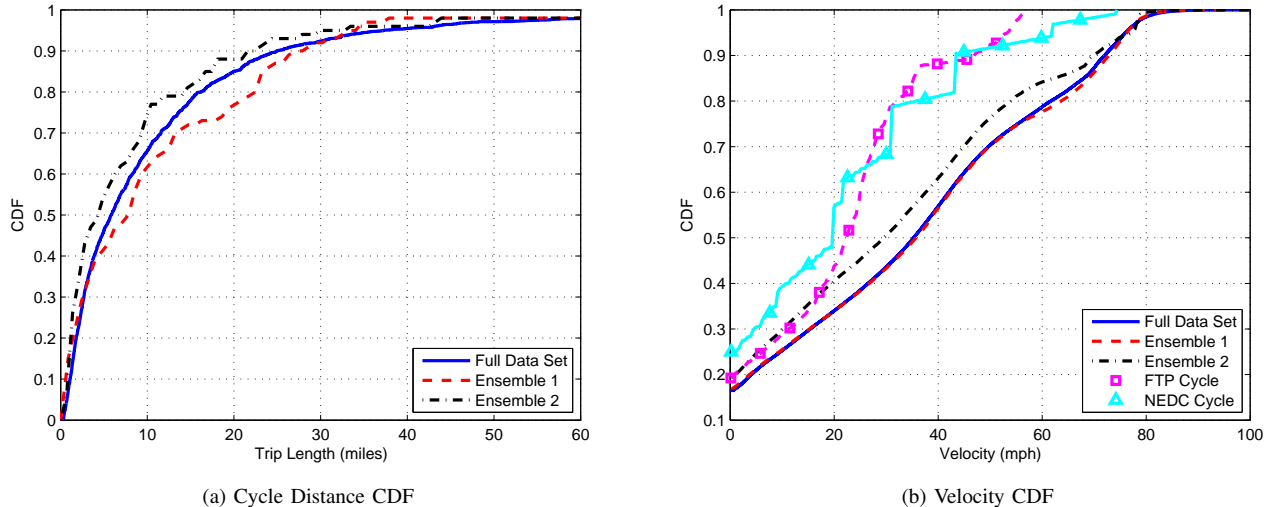 1
0.9
0.8
0.7
0.6
0.5
0.4
0.3
0.2
0.1
0
CDF
0 10 20 30 40 50 60
Trip Length (miles)
Full Data Set
Ensemble 1
Ensemble 2
(a) Cycle Distance CDF
1
0.9
0.8
0.7
0.6
0.5
0.4
0.3
0.2
0.1
CDF
0 20 40 60 80 100
Velocity (mph)
Full Data Set
Ensemble 1
Ensemble 2
FTP Cycle
NEDC Cycle
(b) Velocity CDF